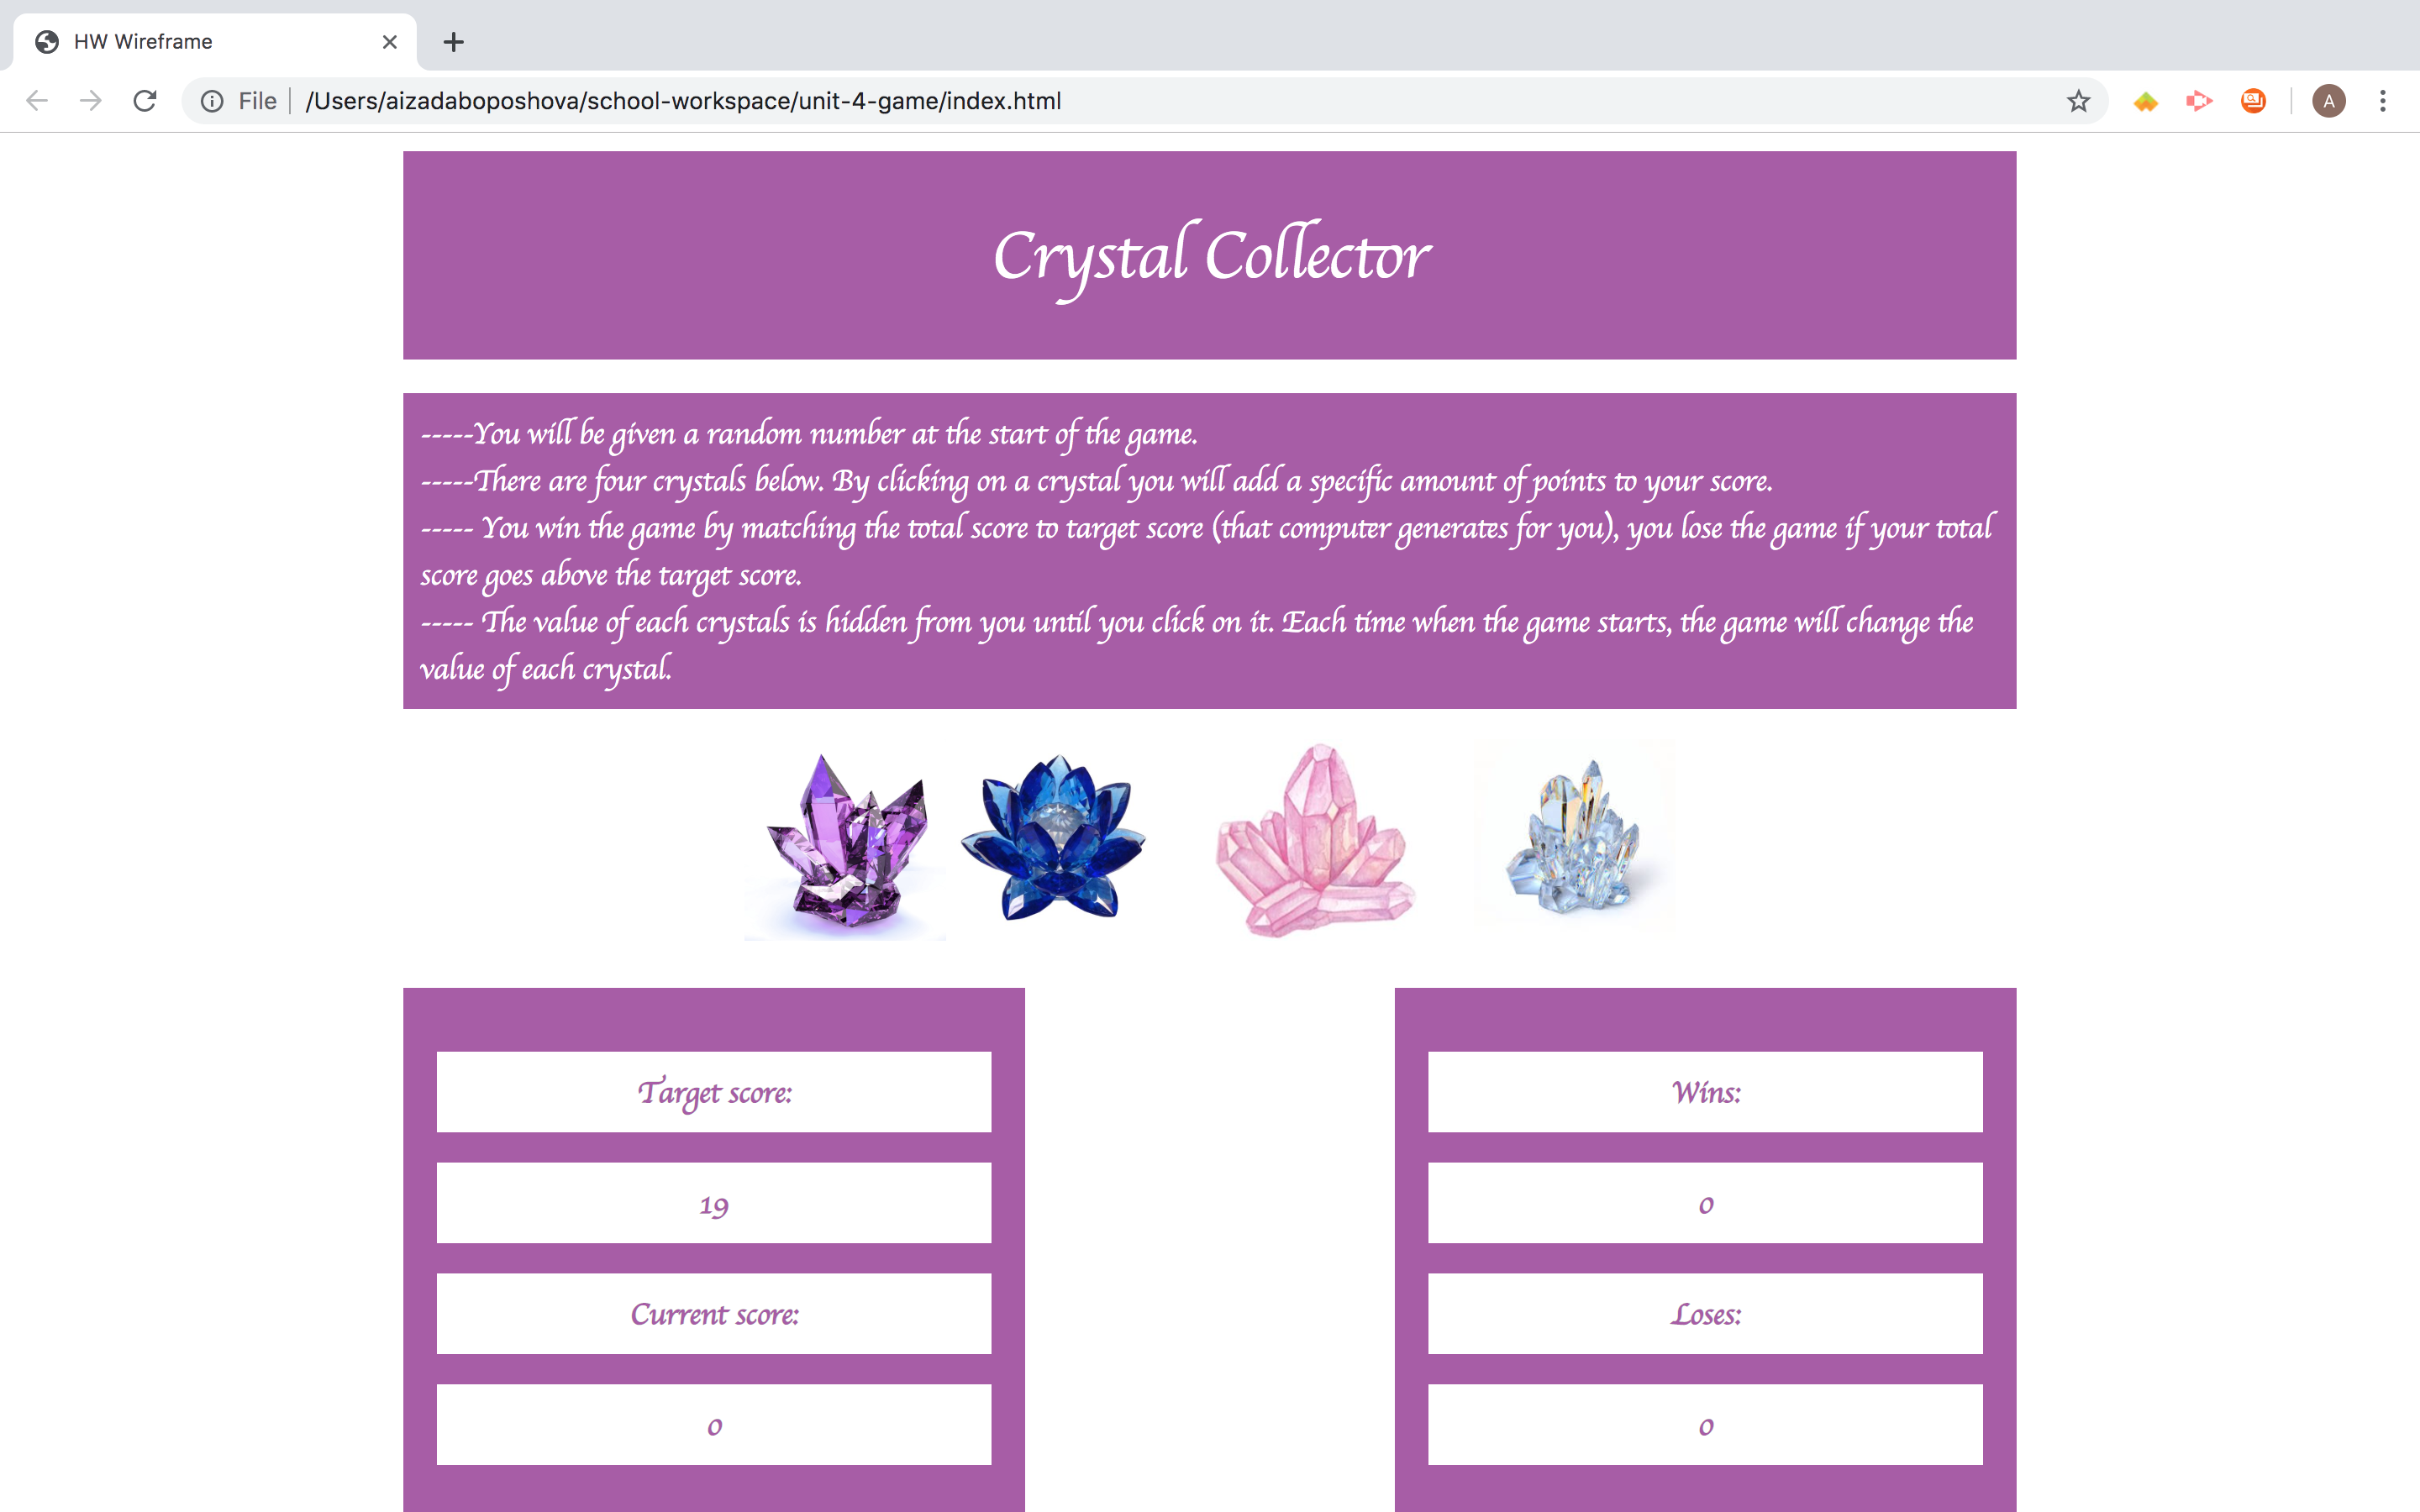 HW Wireframe
File | /Users/aizadaboposhova/school-workspace/unit-4-game/index.html
A
Crystal Collector
-----You will be given a random number at the start of the game.
-----There are four crystals below. By clicking on a crystal you will add a specific amount of points to your score.
----- You win the game by matching the total score to target score (that computer generates for you), you lose the game if your total
score goes above the target score.
----- The value of each crystals is hidden from you until you click on it. Each time when the game starts, the game will change the
value of each crystal.
Target score:
19
Current score:
0
Wins:
0
Loses:
0